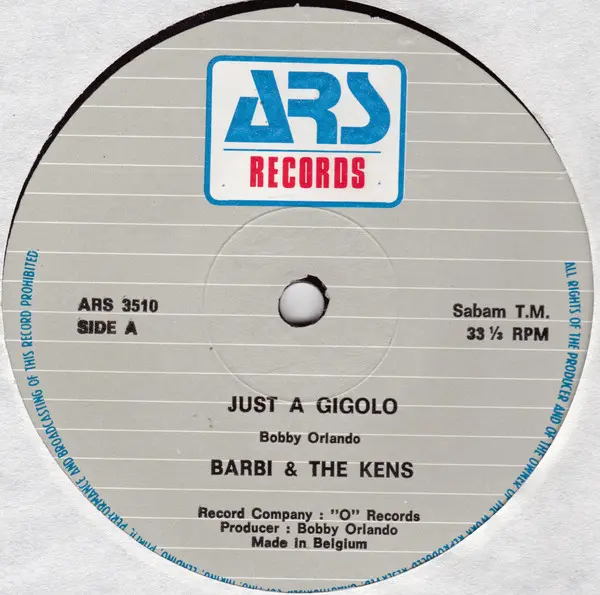 ARS
RECORDS
ARS 3510
SIDE A
Sabam T.M.
33 ⅓ RPM
JUST A GIGOLO
Bobby Orlando
BARBI & THE KENS
Record Company : "O" Records
Producer : Bobby Orlando
Made in Belgium
ALL RIGHTS OF THE PRODUCER AND OF THE OWNER OF THE WORK REPRODUCED
PERFORMANCE AND BROADCASTING OF THIS RECORD PROHIBITED.